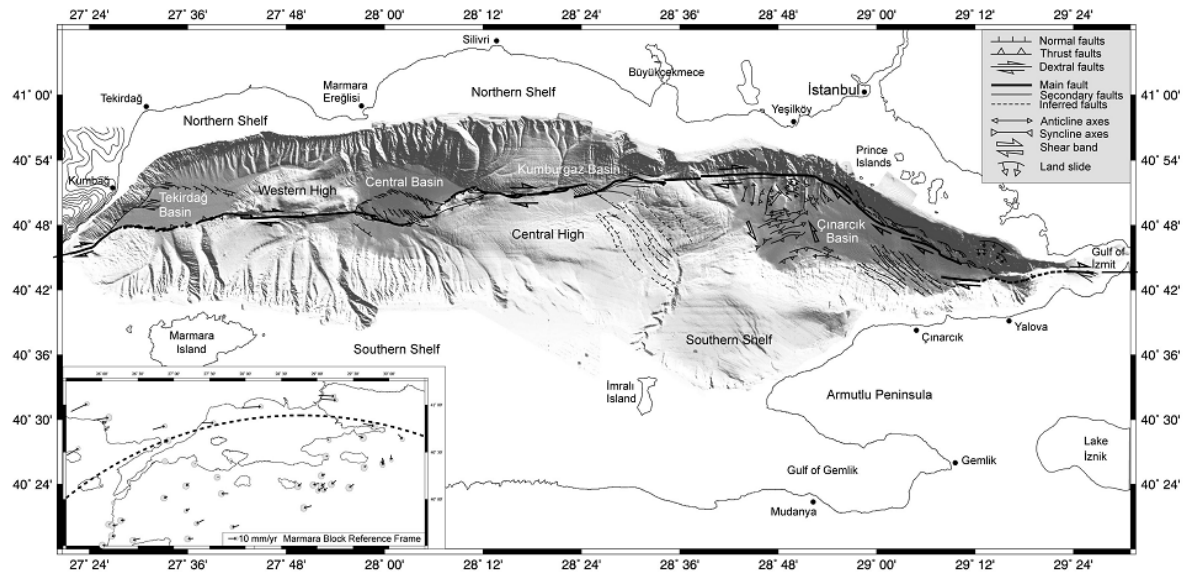 27˚ 24' 27˚ 36' 27˚ 48' 28˚ 00' 28˚ 12' 28˚ 24' 28˚ 36' 28˚ 48' 29˚ 00' 29˚ 12' 29˚ 24'
Normal faults
Thrust faults
Dextral faults
Main fault
Secondary faults
Inferred faults
Anticline axes
Syncline axes
Shear band
Land slide
Silivri
Büyükçekmece
Tekirdağ
Marmara
Ereğlisi
Northern Shelf
İstanbul
Yeşilköy
41˚ 00' 41˚ 00'
Northern Shelf
Prince
Islands
40˚ 54' 40˚ 54'
Kumbağ
Tekirdağ
Basin
Western High
Central Basin
Kumburgaz Basin
40˚ 48' 40˚ 48'
Central High
Çınarcık
Basin
Gulf of
İzmit
40˚ 42' 40˚ 42'
Marmara
Island
Southern Shelf
Southern Shelf
Çınarcık
Yalova
40˚ 36' 40˚ 36'
İmralı
Island
Armutlu Peninsula
40˚ 30' 40˚ 30'
Lake
İznik
Gulf of Gemlik
Gemlik
40˚ 24' 40˚ 24'
Mudanya
10 mm/yr Marmara Block Reference Frame
27˚ 24' 27˚ 36' 27˚ 48' 28˚ 00' 28˚ 12' 28˚ 24' 28˚ 36' 28˚ 48' 29˚ 00' 29˚ 12' 29˚ 24'